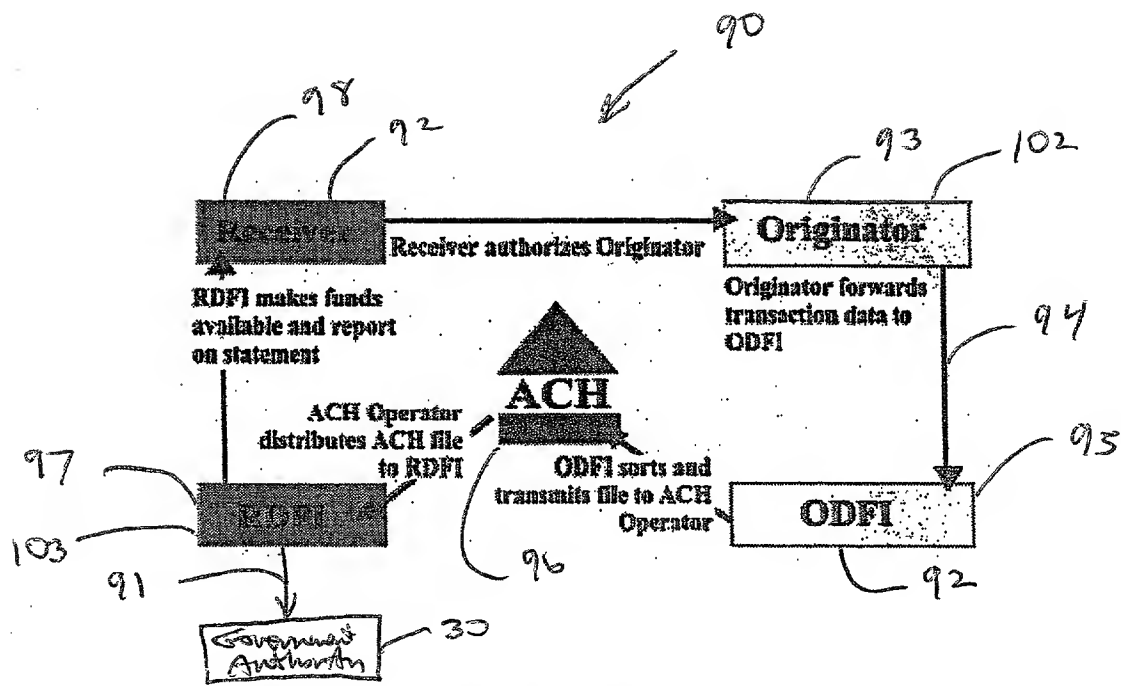 90
98
92
93
102
Receiver
Originator
Receiver authorizes Originator
RDFI makes funds
available and report
on statement
Originator forwards
transaction data to
ODFI
94
ACH
ACH Operator
distributes ACH file
to RDFI
ODFI sorts and
transmits file to ACH
Operator
95
97
RDFI
ODFI
103
91
96
92
Government
Authority
30